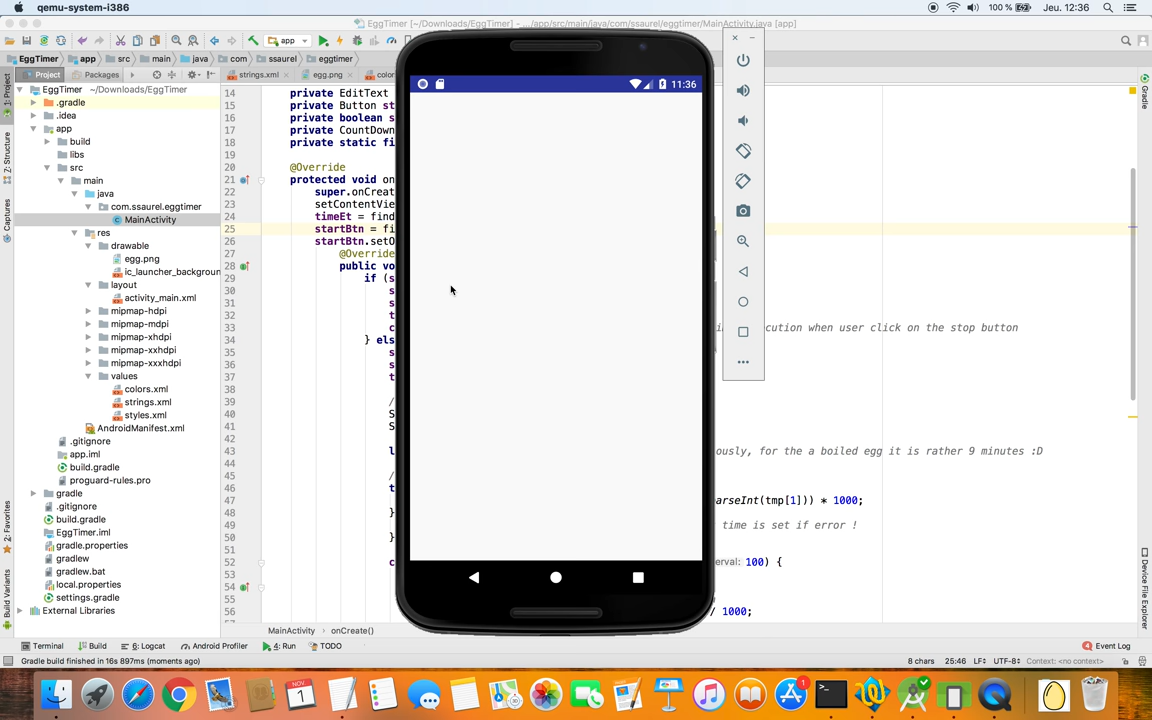 qemu-system-i386
100 %
Jeu. 12:36
EggTimer [~/Downloads/EggTimer] - .../app/src/main/java/com/ssaurel/eggtimer/MainActivity.java [app]
app
EggTimer
app
src
main
java
com
ssaurel
eggtimer
Project
Packages
strings.xml
egg.png
color
1: Project
Z: Structure
Captures
2: Favorites
Build Variants
Gradle
Device File Explorer
EggTimer ~/Downloads/EggTimer
.gradle
.idea
app
build
libs
src
main
java
com.ssaurel.eggtimer
MainActivity
res
drawable
egg.png
ic_launcher_backgroun
layout
activity_main.xml
mipmap-hdpi
mipmap-mdpi
mipmap-xhdpi
mipmap-xxhdpi
mipmap-xxxhdpi
values
colors.xml
strings.xml
styles.xml
AndroidManifest.xml
.gitignore
app.iml
build.gradle
proguard-rules.pro
gradle
.gitignore
build.gradle
EggTimer.iml
gradle.properties
gradlew
gradlew.bat
local.properties
settings.gradle
External Libraries
14 private EditText
15 private Button st
16 private boolean s
17 private CountDown
18 private static fi
19
20 @Override
21 protected void on
22 super.onCreat
23 setContentVie
24 timeEt = find
25 startBtn = fi
26 startBtn.setO
27 @Override
28 public vo
29 if (s
30 s
31 s
32 t
33 c in cution when user click on the stop button
34 } els
35 s
36 s
37 t
38
39 /
40 S
41 S
42
43 l ously, for the a boiled egg it is rather 9 minutes :D
44
45 /
46 t
47 arseInt(tmp[1])) * 1000;
48 }
49 time is set if error !
50 }
51
52 c erval: 100) {
53
54
55
56 / 1000;
11:36
MainActivity › onCreate()
Terminal
Build
6: Logcat
Android Profiler
4: Run
TODO
Event Log
Gradle build finished in 16s 897ms (moments ago)
8 chars 25:46 LF÷ UTF-8÷ Context: <no context>
1
1